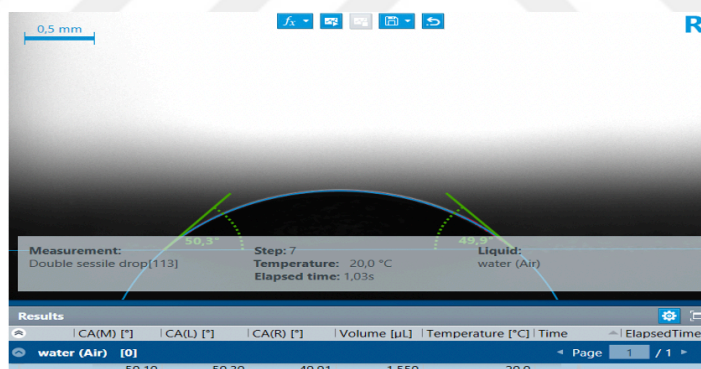 0,5 mm
fx
R
50,3°
49,9°
Measurement:
Double sessile drop[113]
Step: 7
Temperature: 20,0 °C
Elapsed time: 1,03s
Liquid:
water (Air)
Results
CA(M) [°] CA(L) [°] CA(R) [°] Volume [µL] Temperature [°C] Time ElapsedTime
water (Air) [0] Page 1 / 1